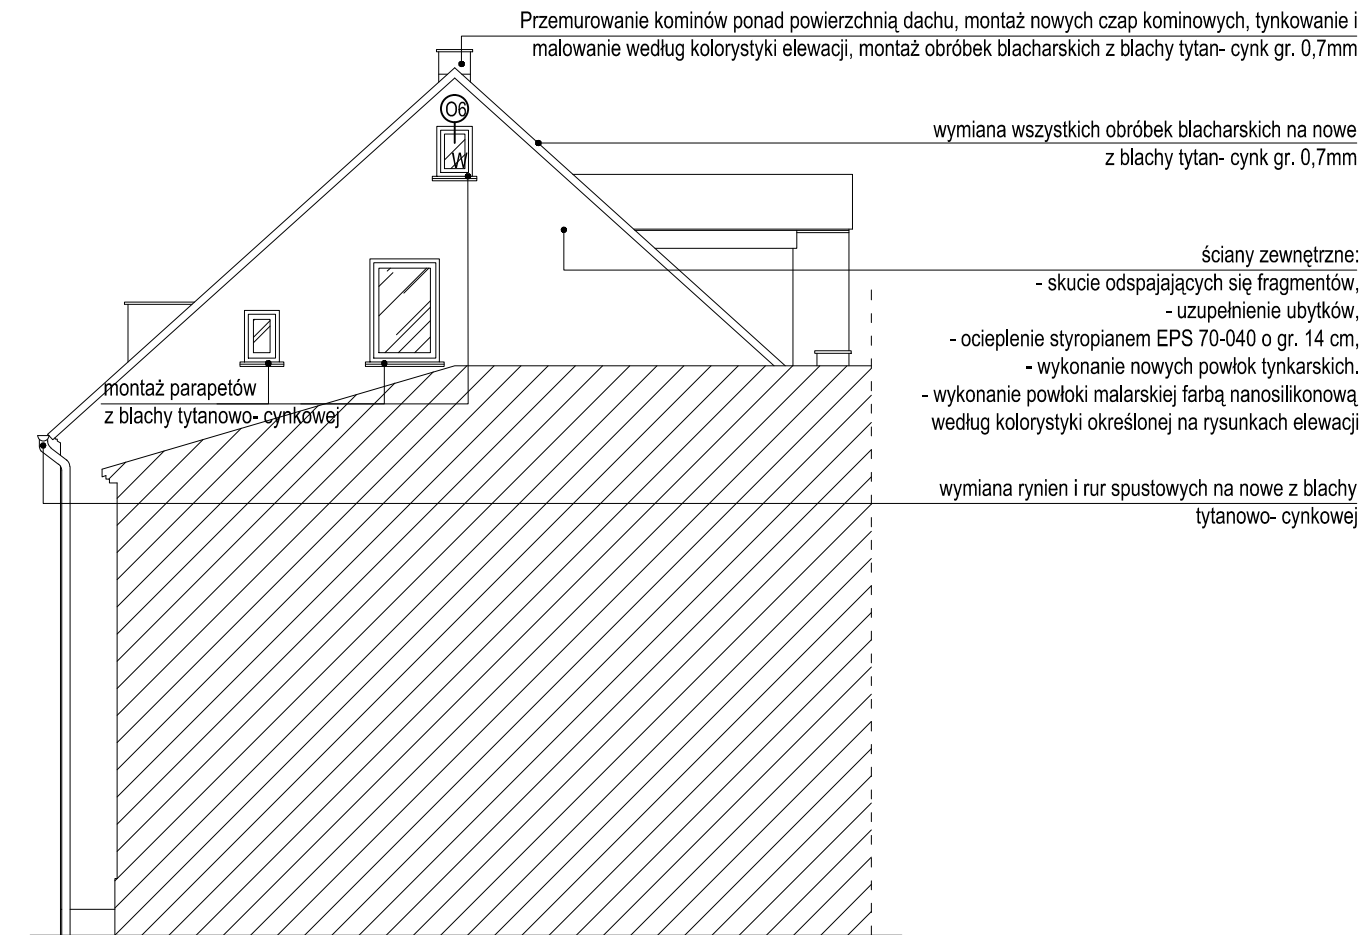 Przemurowanie kominów ponad powierzchnią dachu, montaż nowych czap kominowych, tynkowanie i
malowanie według kolorystyki elewacji, montaż obróbek blacharskich z blachy tytan- cynk gr. 0,7mm
O6
W
wymiana wszystkich obróbek blacharskich na nowe
z blachy tytan- cynk gr. 0,7mm
ściany zewnętrzne:
- skucie odspajających się fragmentów,
- uzupełnienie ubytków,
- ocieplenie styropianem EPS 70-040 o gr. 14 cm,
- wykonanie nowych powłok tynkarskich.
- wykonanie powłoki malarskiej farbą nanosilikonową
według kolorystyki określonej na rysunkach elewacji
montaż parapetów
z blachy tytanowo- cynkowej
wymiana rynien i rur spustowych na nowe z blachy
tytanowo- cynkowej